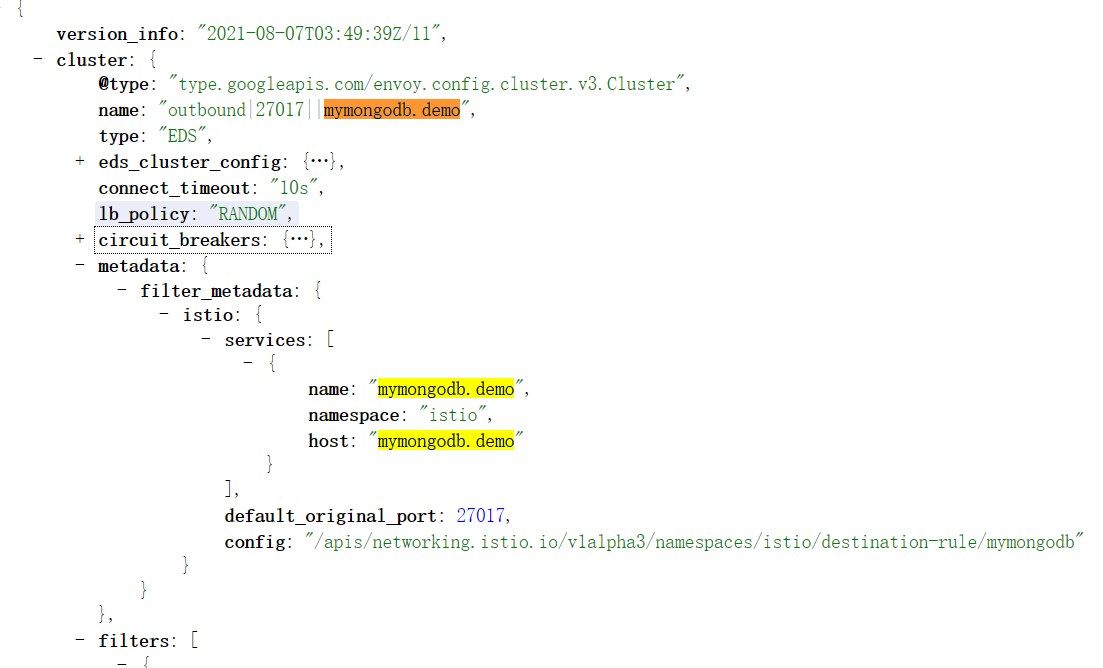 {
version_info: "2021-08-07T03:49:39Z/11",
- cluster: {
@type: "type.googleapis.com/envoy.config.cluster.v3.Cluster",
name: "outbound|27017||mymongodb.demo",
type: "EDS",
+ eds_cluster_config: {…},
connect_timeout: "10s",
lb_policy: "RANDOM",
+ circuit_breakers: {…},
- metadata: {
- filter_metadata: {
- istio: {
- services: [
- {
name: "mymongodb.demo",
namespace: "istio",
host: "mymongodb.demo"
}
],
default_original_port: 27017,
config: "/apis/networking.istio.io/v1alpha3/namespaces/istio/destination-rule/mymongodb"
}
}
},
- filters: [
- {